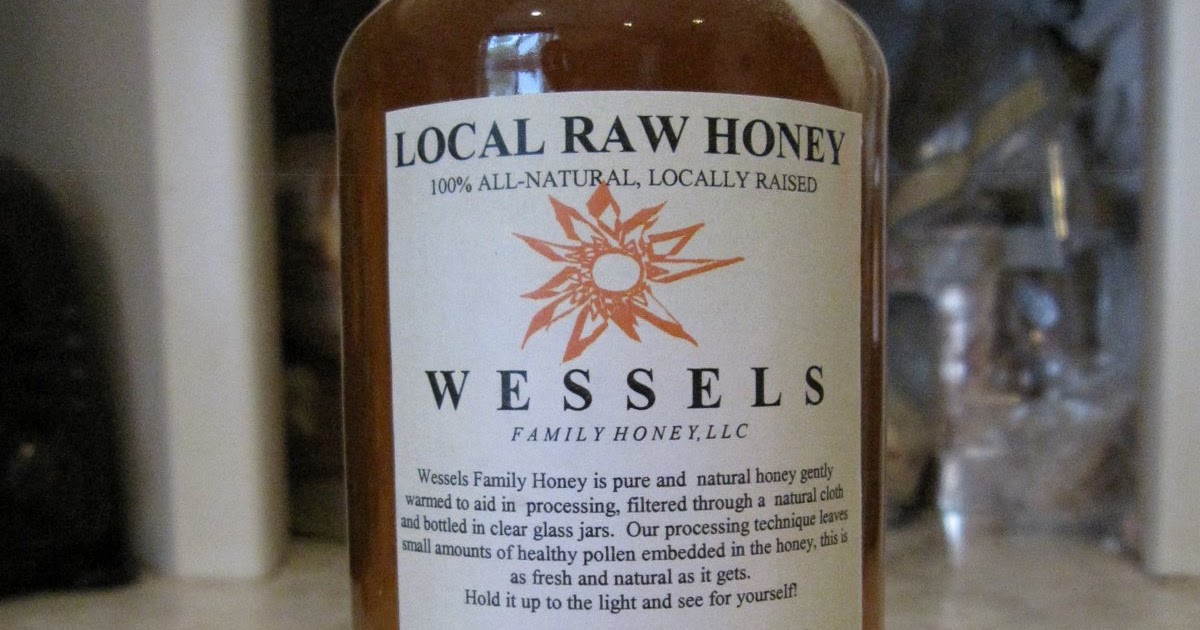 LOCAL RAW HONEY
100% ALL-NATURAL, LOCALLY RAISED
WESSELS
FAMILY HONEY, LLC
Wessels Family Honey is pure and natural honey gently
warmed to aid in processing, filtered through a natural cloth
and bottled in clear glass jars. Our processing technique leaves
small amounts of healthy pollen embedded in the honey, this is
as fresh and natural as it gets.
Hold it up to the light and see for yourself!